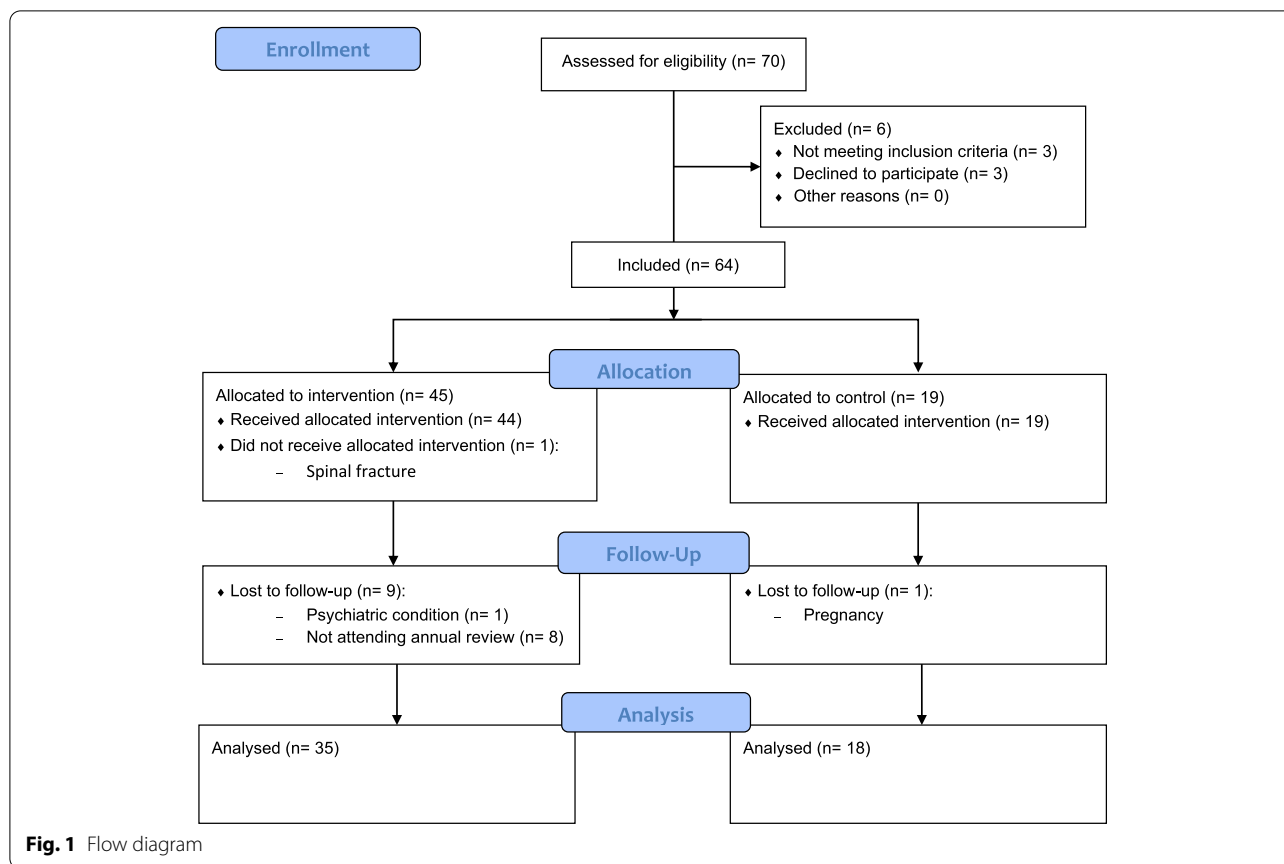 Enrollment
Assessed for eligibility (n= 70)
Excluded (n= 6)
♦ Not meeting inclusion criteria (n= 3)
♦ Declined to participate (n= 3)
♦ Other reasons (n= 0)
Included (n= 64)
Allocation
Allocated to intervention (n= 45)
♦ Received allocated intervention (n= 44)
♦ Did not receive allocated intervention (n= 1):
– Spinal fracture
Allocated to control (n= 19)
♦ Received allocated intervention (n= 19)
Follow-Up
♦ Lost to follow-up (n= 9):
– Psychiatric condition (n= 1)
– Not attending annual review (n= 8)
♦ Lost to follow-up (n= 1):
– Pregnancy
Analysis
Analysed (n= 35)
Analysed (n= 18)
Fig. 1 Flow diagram